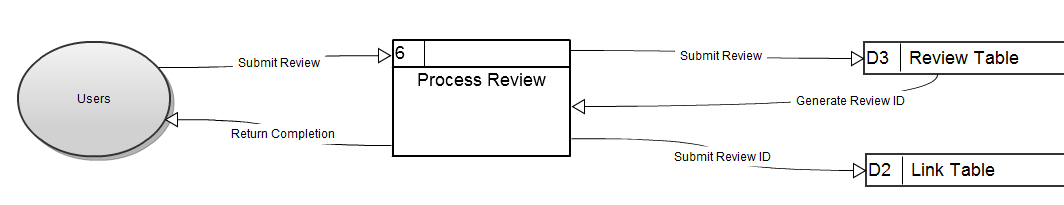 Users
Submit Review
Return Completion
6
Process Review
Submit Review
Generate Review ID
Submit Review ID
D3 Review Table
D2 Link Table